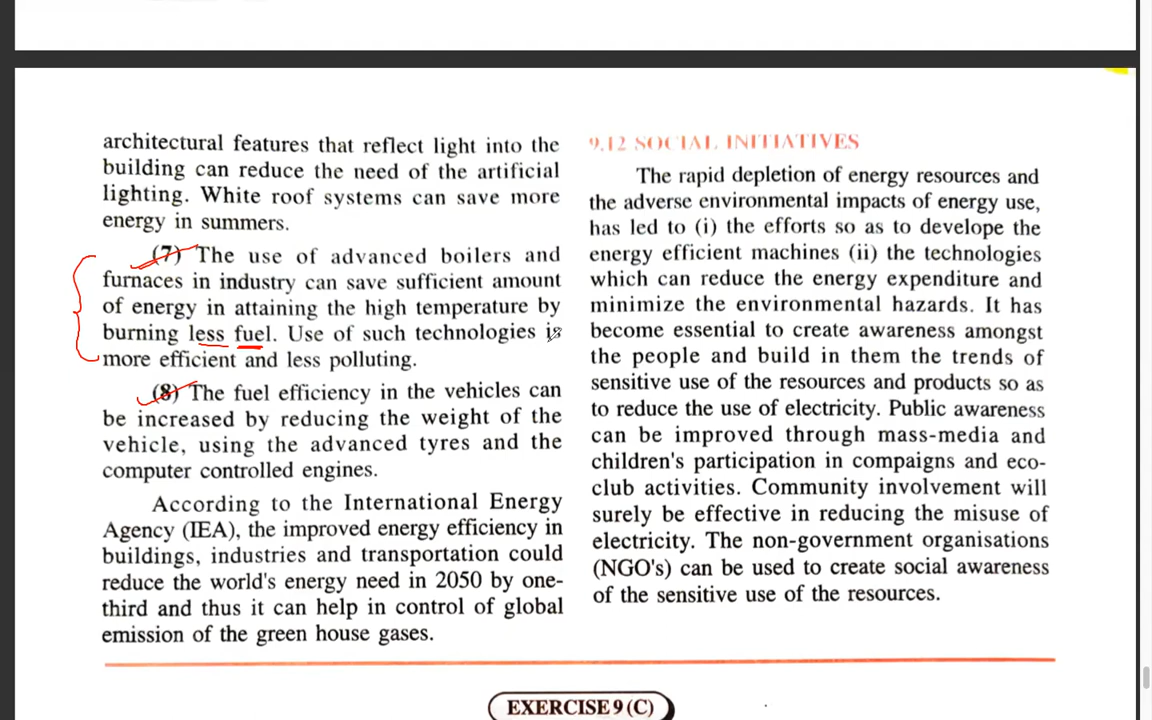 architectural features that reflect light into the
building can reduce the need of the artificial
lighting. White roof systems can save more
energy in summers.
(7) The use of advanced boilers and
furnaces in industry can save sufficient amount
of energy in attaining the high temperature by
burning less fuel. Use of such technologies is
more efficient and less polluting.
(8) The fuel efficiency in the vehicles can
be increased by reducing the weight of the
vehicle, using the advanced tyres and the
computer controlled engines.
According to the International Energy
Agency (IEA), the improved energy efficiency in
buildings, industries and transportation could
reduce the world's energy need in 2050 by one-
third and thus it can help in control of global
emission of the green house gases.
9.12 SOCIAL INITIATIVES
The rapid depletion of energy resources and
the adverse environmental impacts of energy use,
has led to (i) the efforts so as to develope the
energy efficient machines (ii) the technologies
which can reduce the energy expenditure and
minimize the environmental hazards. It has
become essential to create awareness amongst
the people and build in them the trends of
sensitive use of the resources and products so as
to reduce the use of electricity. Public awareness
can be improved through mass-media and
children's participation in compaigns and eco-
club activities. Community involvement will
surely be effective in reducing the misuse of
electricity. The non-government organisations
(NGO's) can be used to create social awareness
of the sensitive use of the resources.
EXERCISE 9 (C)